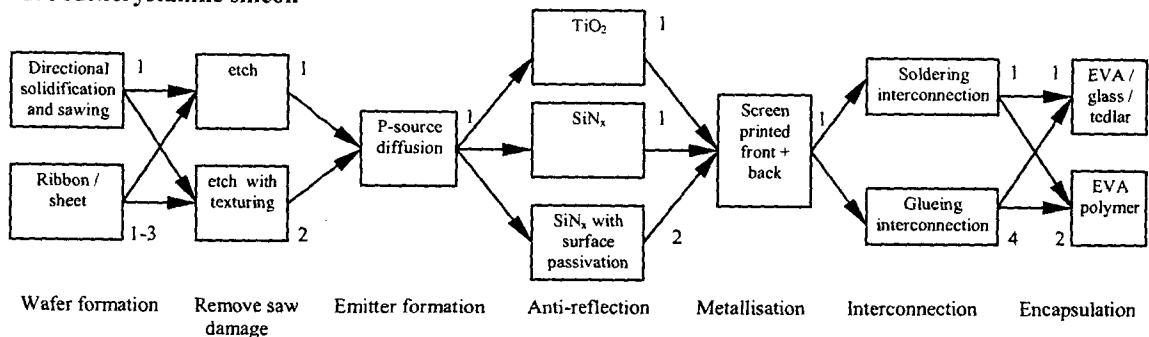 multicrystalline silicon
Directional
solidification
and sawing
1
Ribbon /
sheet
1-3
etch
1
etch with
texturing
2
P-source
diffusion
1
TiO₂
1
SiNₓ
1
SiNₓ with
surface
passivation
2
Screen
printed
front +
back
1
Soldering
interconnection
1
Glueing
interconnection
4
1
EVA /
glass /
tedlar
EVA
polymer
2
Wafer formation
Remove saw
damage
Emitter formation
Anti-reflection
Metallisation
Interconnection
Encapsulation